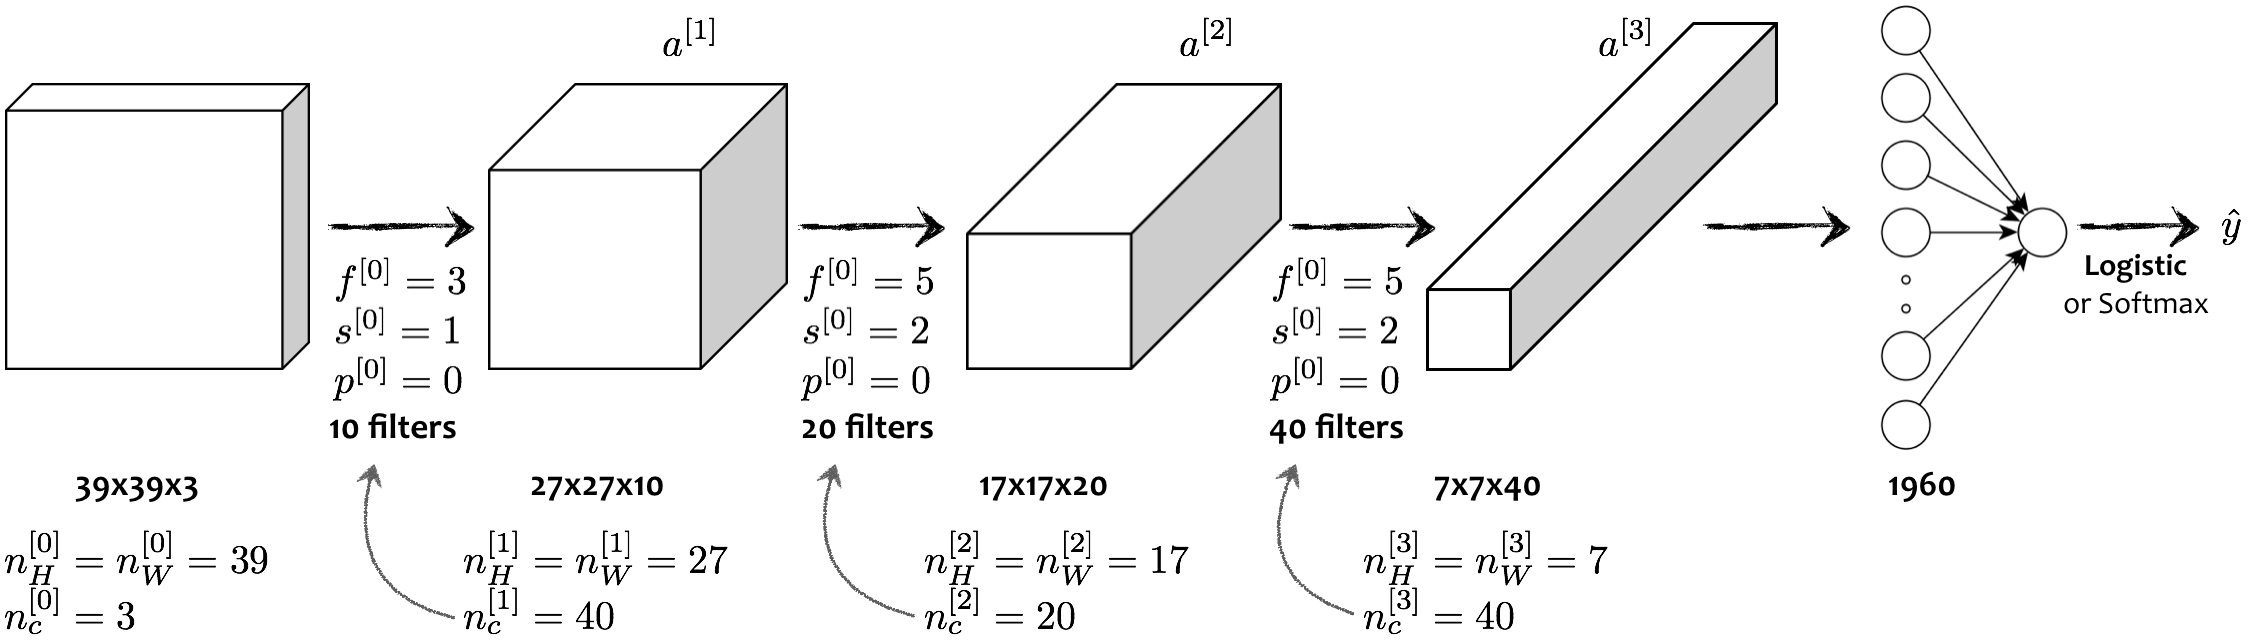 a^{[1]}
a^{[2]}
a^{[3]}
f^{[0]} = 3
s^{[0]} = 1
p^{[0]} = 0
10 filters
f^{[0]} = 5
s^{[0]} = 2
p^{[0]} = 0
20 filters
f^{[0]} = 5
s^{[0]} = 2
p^{[0]} = 0
40 filters
ŷ
Logistic
or Softmax
39x39x3
27x27x10
17x17x20
7x7x40
1960
n_H^{[0]} = n_W^{[0]} = 39
n_c^{[0]} = 3
n_H^{[1]} = n_W^{[1]} = 27
n_c^{[1]} = 40
n_H^{[2]} = n_W^{[2]} = 17
n_c^{[2]} = 20
n_H^{[3]} = n_W^{[3]} = 7
n_c^{[3]} = 40